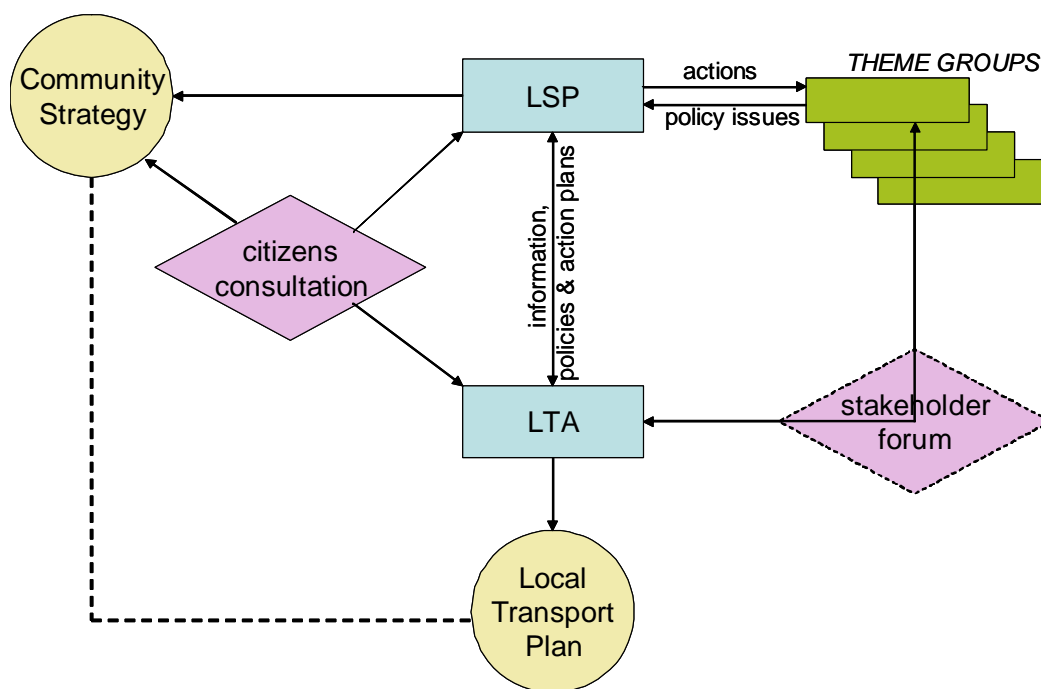 THEME GROUPS
Community
Strategy
LSP
actions
policy issues
citizens
consultation
information,
policies & action plans
LTA
stakeholder
forum
Local
Transport
Plan